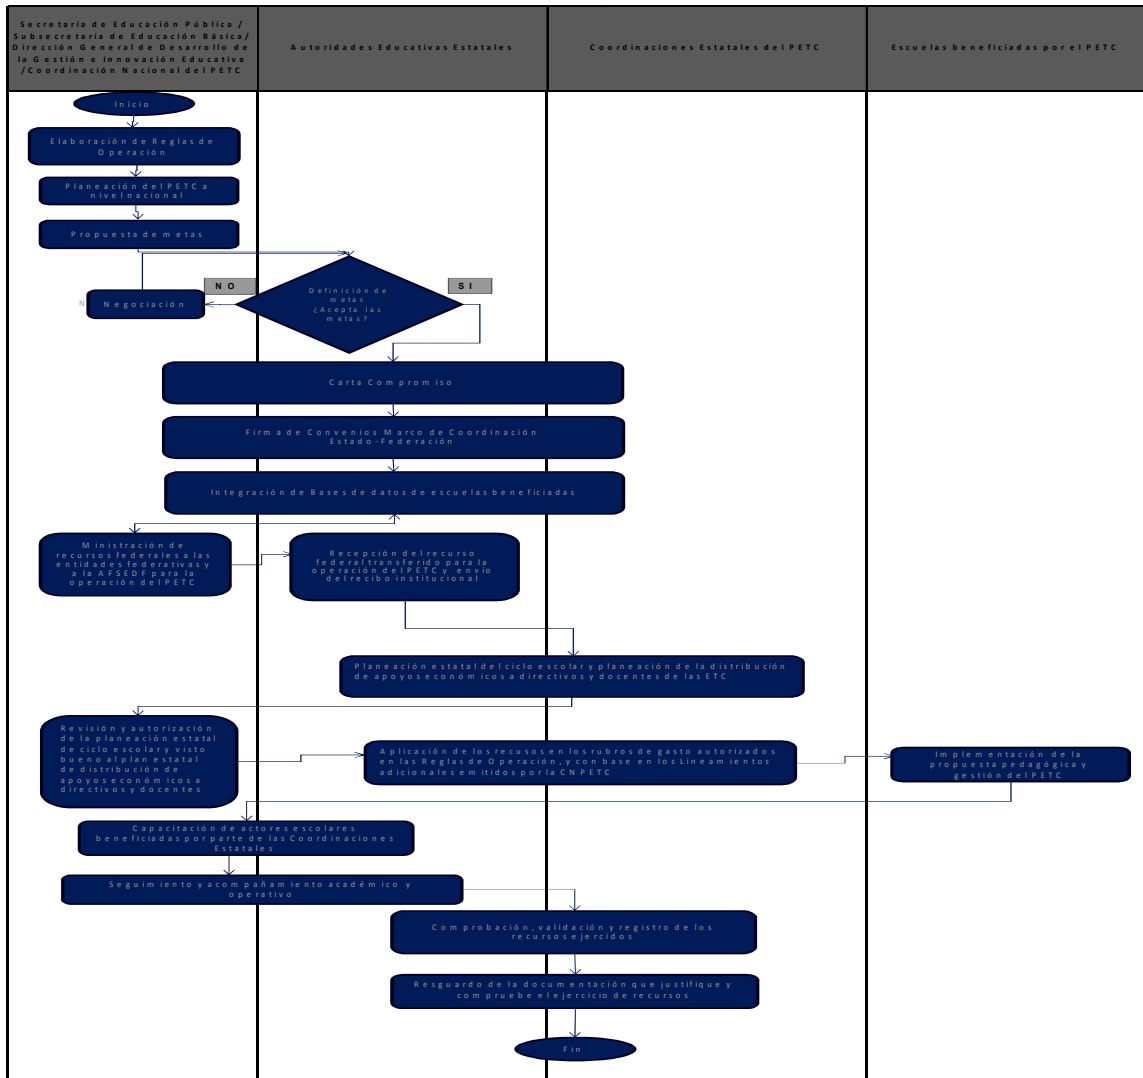 Secretaría de Educación Pública /
Subsecretaría de Educación Básica/
Dirección General de Desarrollo de
la Gestión e Innovación Educativa
/Coordinación Nacional del PETC
Autoridades Educativas Estatales
Coordinaciones Estatales del PETC
Escuelas beneficiadas por el PETC
Inicio
Elaboración de Reglas de
Operación
Planeación del PETC a
nivel nacional
Propuesta de metas
NO
SI
Definición de
metas
¿Acepta las
metas?
N
Negociación
Carta Compromiso
Firma de Convenios Marco de Coordinación
Estado-Federación
Integración de Bases de datos de escuelas beneficiadas
Ministración de
recursos federales a las
entidades federativas y
a la AFSEDF para la
operación del PETC
Recepción del recurso
federal transferido para la
operación del PETC y envío
del recibo institucional
Planeación estatal del ciclo escolar y planeación de la distribución
de apoyos económicos a directivos y docentes de las ETC
Revisión y autorización
de la planeación estatal
de ciclo escolar y visto
bueno al plan estatal
de distribución de
apoyos económicos a
directivos y docentes
Aplicación de los recursos en los rubros de gasto autorizados
en las Reglas de Operación, y con base en los Lineamientos
adicionales emitidos por la CNPETC
Implementación de la
propuesta pedagógica y
gestión del PETC
Capacitación de actores escolares
beneficiadas por parte de las Coordinaciones
Estatales
Seguimiento y acompañamiento académico y
operativo
Comprobación, validación y registro de los
recursos ejercidos
Resguardo de la documentación que justifique y
compruebe el ejercicio de recursos
Fin